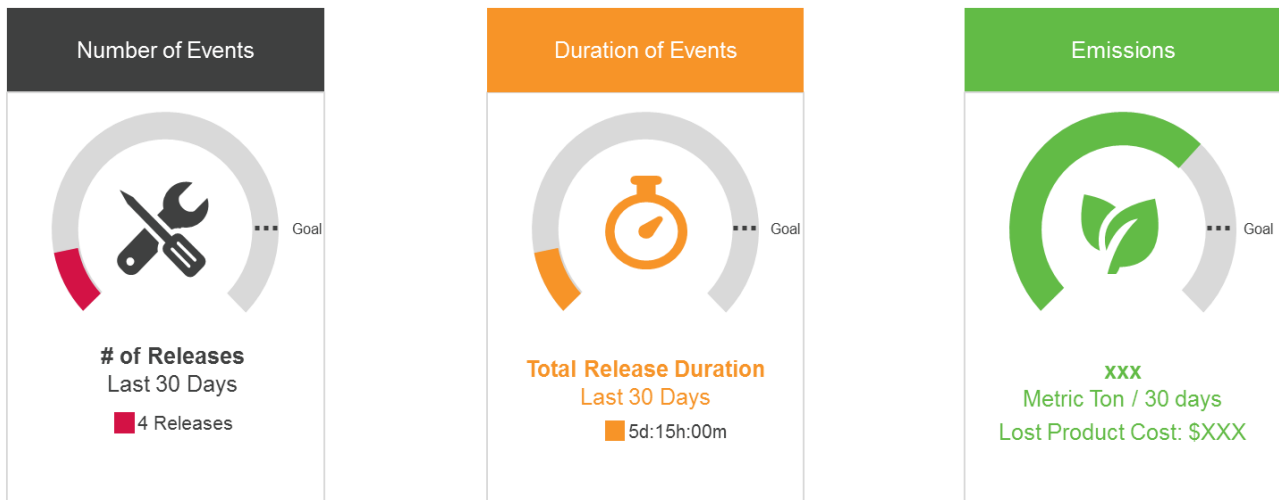 Number of Events
Goal
# of Releases
Last 30 Days
4 Releases
Duration of Events
Goal
Total Release Duration
Last 30 Days
5d:15h:00m
Emissions
Goal
xxx
Metric Ton / 30 days
Lost Product Cost: $XXX